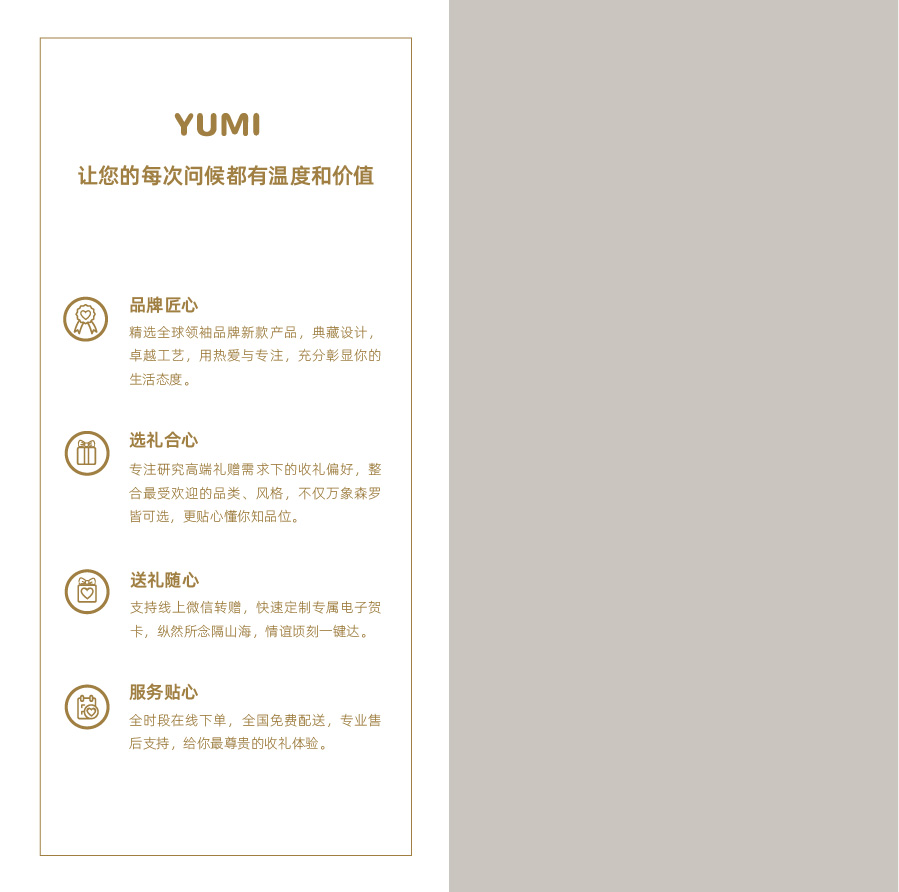 YUMI
让您的每次问候都有温度和价值
品牌匠心
精选全球领袖品牌新款产品，典藏设计，
卓越工艺，用热爱与专注，充分彰显你的
生活态度。
选礼合心
专注研究高端礼赠需求下的收礼偏好，整
合最受欢迎的品类、风格，不仅万象森罗
皆可选，更贴心懂你知品位。
送礼随心
支持线上微信转赠，快速定制专属电子贺
卡，纵然所念隔山海，情谊顷刻一键达。
服务贴心
全时段在线下单，全国免费配送，专业售
后支持，给你最尊贵的收礼体验。